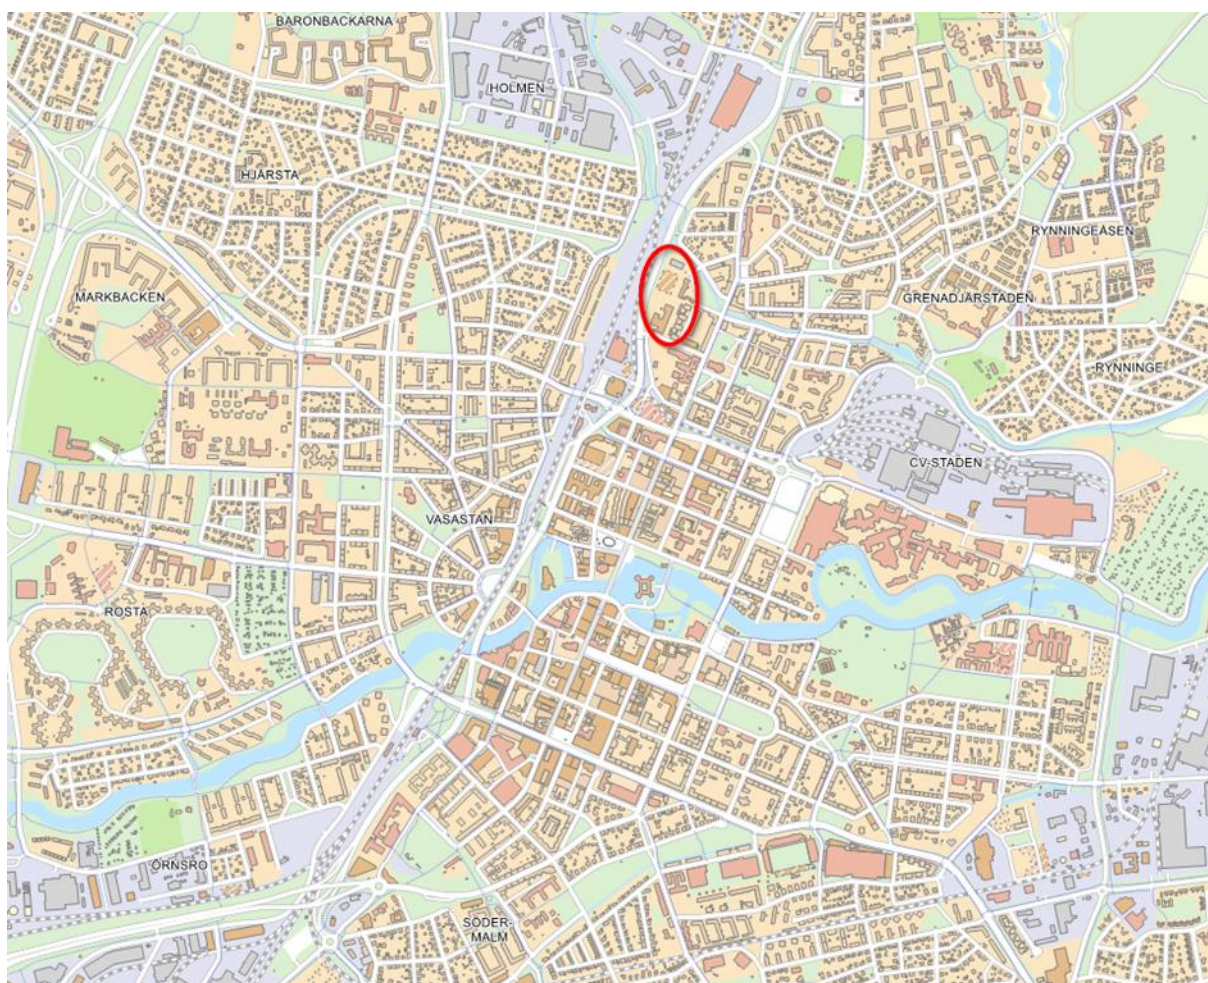 BARONBACKARNA
HOLMEN
HJÄRSTA
RYNNINGEÅSEN
MARKBACKEN
GRENADJÄRSTADEN
RYNNINGE
CV-STADEN
VASASTAN
ROSTA
ÖRNSRO
SÖDER-
MALM